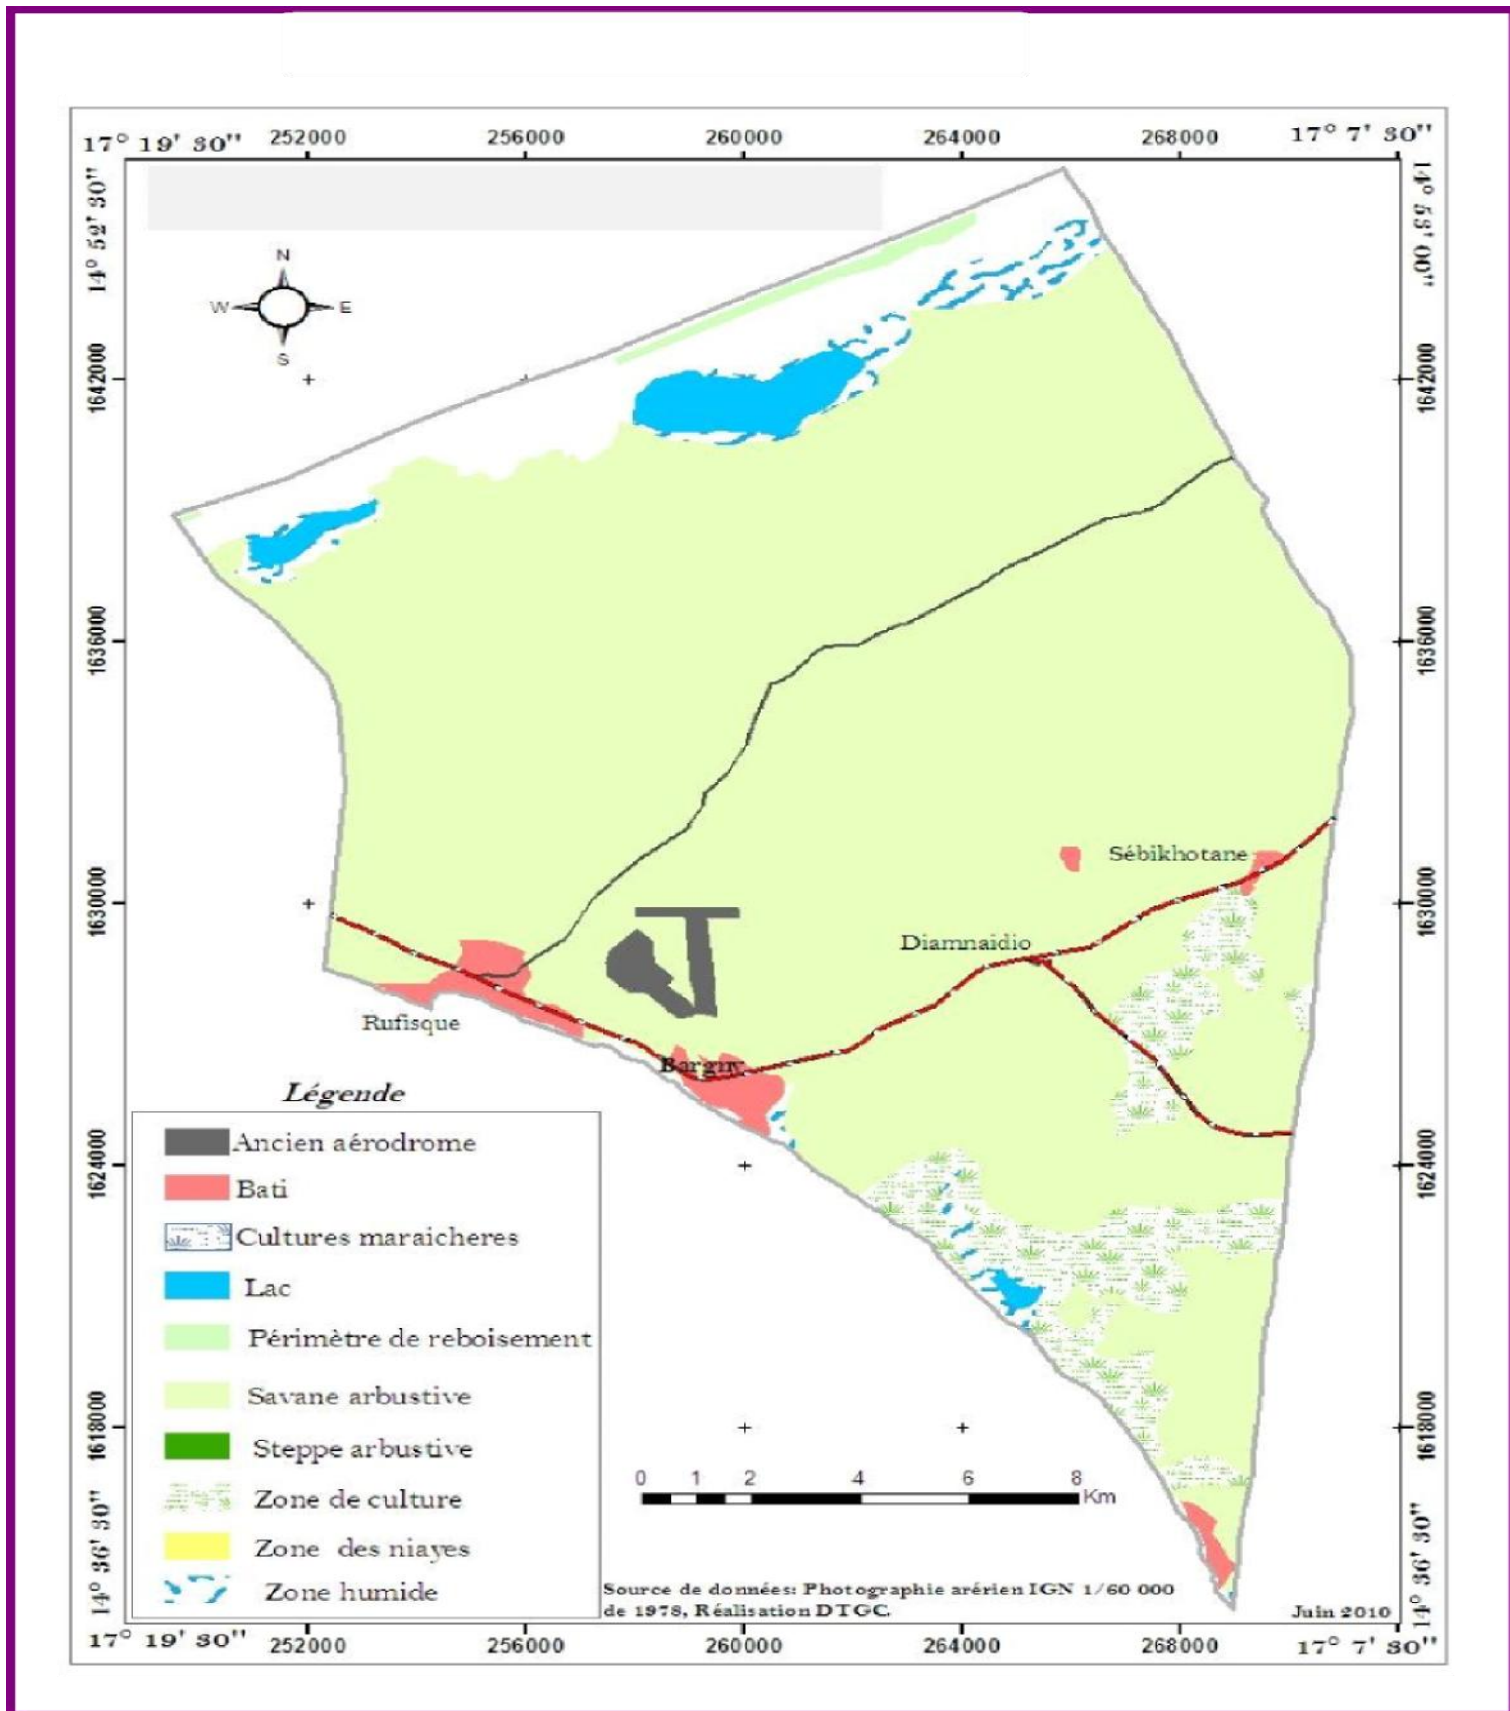 17° 19' 30" 252000 256000 260000 264000 268000 17° 7' 30"
14° 52' 30"
14° 53' 00"
N
W E
S
1642000 1642000
1636000 1636000
Sébikhotane
1630000 1630000
Diamnaidio
Rufisque
Bargny
Légende
Ancien aérodrome
Bati
Cultures maraicheres
Lac
Périmètre de reboisement
Savane arbustive
Steppe arbustive
Zone de culture
Zone des niayes
Zone humide
1624000 1624000
1618000 1618000
0 1 2 4 6 8
Km
14° 36' 30" 14° 36' 30"
Source de données: Photographie arérien IGN 1/60 000
de 1978, Réalisation DTGC.
Juin 2010
17° 19' 30" 252000 256000 260000 264000 268000 17° 7' 30"